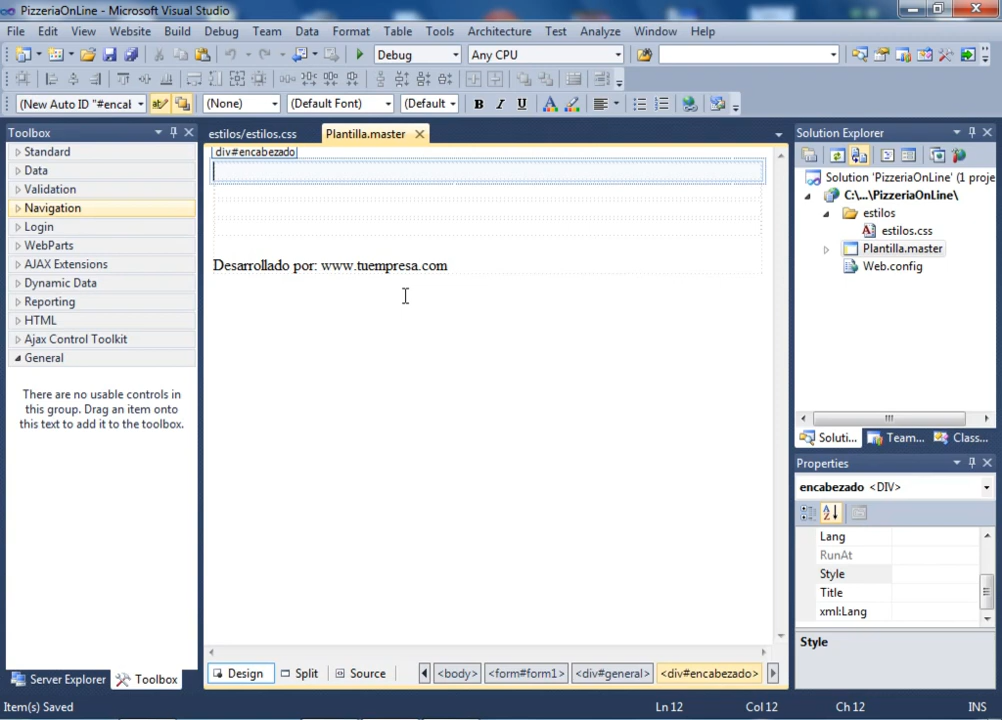 PizzeriaOnLine - Microsoft Visual Studio
File Edit View Website Build Debug Team Data Format Table Tools Architecture Test Analyze Window Help
Debug Any CPU
(New Auto ID "#encal (None) (Default Font) (Default B I U A
Toolbox
Standard
Data
Validation
Navigation
Login
WebParts
AJAX Extensions
Dynamic Data
Reporting
HTML
Ajax Control Toolkit
General
There are no usable controls in
this group. Drag an item onto
this text to add it to the toolbox.
Server Explorer Toolbox
estilos/estilos.css Plantilla.master
div#encabezado
Desarrollado por: www.tuempresa.com
Design Split Source <body> <form#form1> <div#general> <div#encabezado>
Solution Explorer
Solution 'PizzeriaOnLine' (1 proje
C:\...\PizzeriaOnLine\
estilos
estilos.css
Plantilla.master
Web.config
Soluti... Team... Class...
Properties
encabezado <DIV>
Lang
RunAt
Style
Title
xml:Lang
Style
Item(s) Saved Ln 12 Col 12 Ch 12 INS